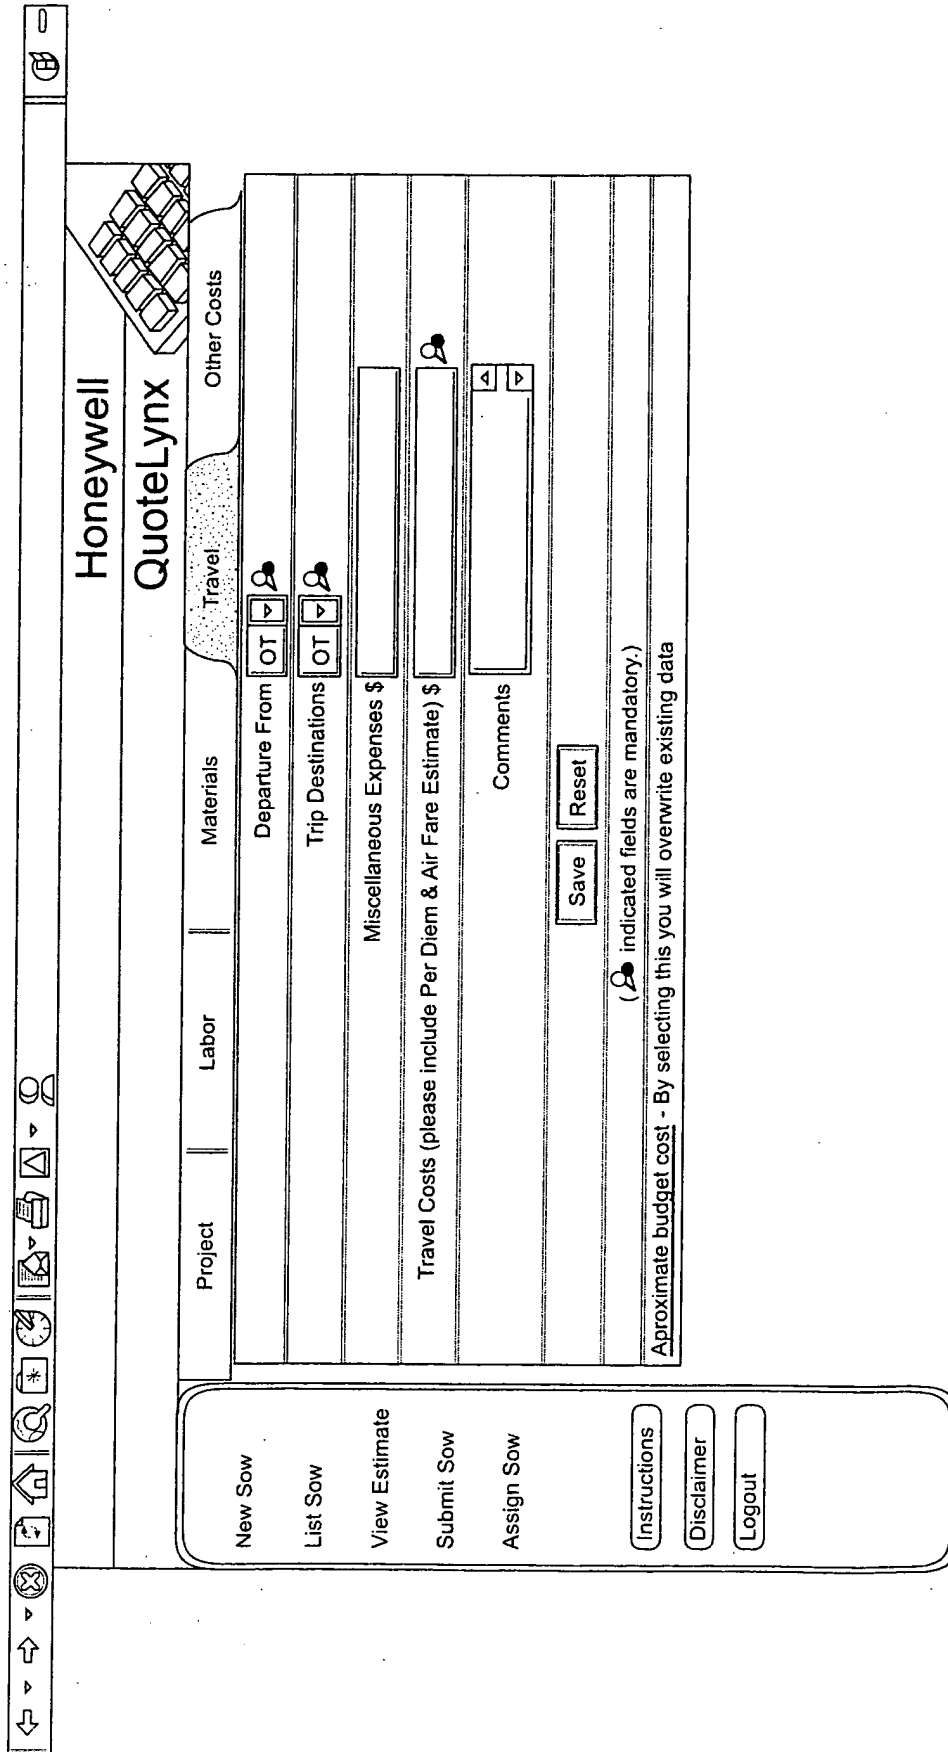 Honeywell
QuoteLynx
Project Labor Materials Travel Other Costs
New Sow
List Sow
View Estimate
Submit Sow
Assign Sow
Instructions
Disclaimer
Logout
Departure From OT
Trip Destinations OT
Miscellaneous Expenses $
Travel Costs (please include Per Diem & Air Fare Estimate) $
Comments
Save Reset
( indicated fields are mandatory.)
Aproximate budget cost - By selecting this you will overwrite existing data